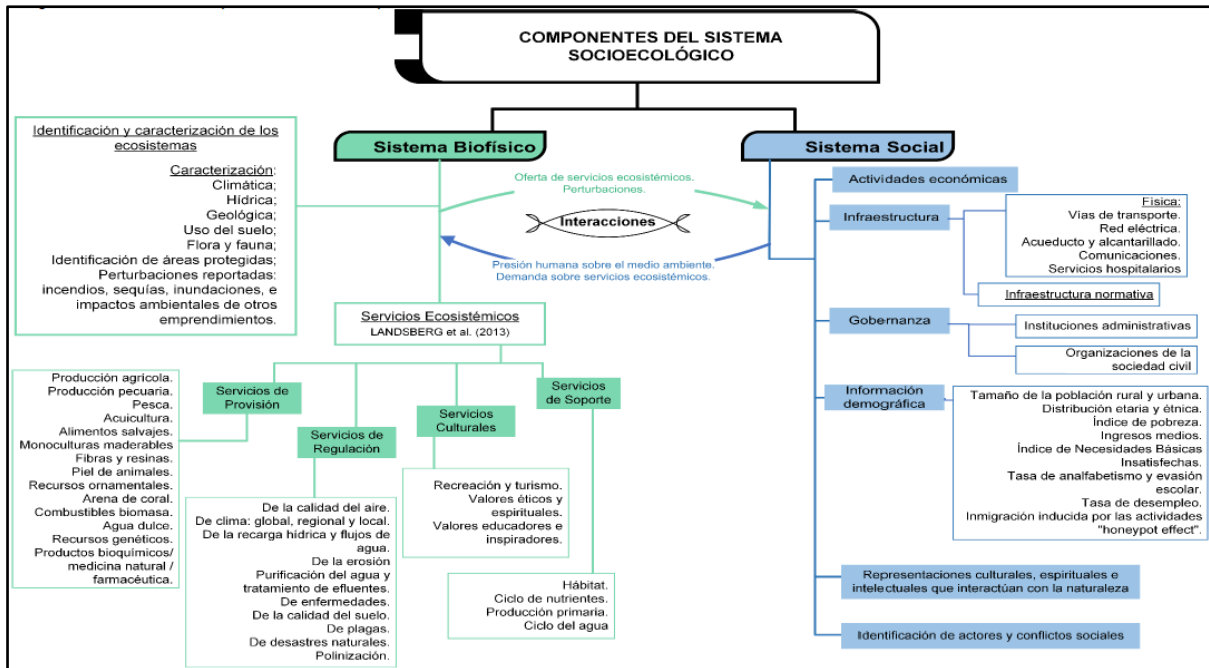 COMPONENTES DEL SISTEMA
SOCIOECOLÓGICO
Identificación y caracterización de los
ecosistemas
Caracterización:
Climática;
Hídrica;
Geológica;
Uso del suelo;
Flora y fauna;
Identificación de áreas protegidas;
Perturbaciones reportadas:
incendios, sequías, inundaciones, e
impactos ambientales de otros
emprendimientos.
Sistema Biofísico
Sistema Social
Oferta de servicios ecosistémicos.
Perturbaciones.
Interacciones
Presión humana sobre el medio ambiente.
Demanda sobre servicios ecosistémicos.
Servicios Ecosistémicos
LANDSBERG et al. (2013)
Servicios de
Provisión
Producción agrícola.
Producción pecuaria.
Pesca.
Acuicultura.
Alimentos salvajes.
Monoculturas maderables
Fibras y resinas.
Piel de animales.
Recursos ornamentales.
Arena de coral.
Combustibles biomasa.
Agua dulce.
Recursos genéticos.
Productos bioquímicos/
medicina natural /
farmacéutica.
Servicios de
Regulación
De la calidad del aire.
De clima: global, regional y local.
De la recarga hídrica y flujos de
agua.
De la erosión
Purificación del agua y
tratamiento de efluentes.
De enfermedades.
De la calidad del suelo.
De plagas.
De desastres naturales.
Polinización.
Servicios
Culturales
Recreación y turismo.
Valores éticos y
espirituales.
Valores educadores e
inspiradores.
Servicios
de Soporte
Hábitat.
Ciclo de nutrientes.
Producción primaria.
Ciclo del agua
Actividades económicas
Infraestructura
Física:
Vías de transporte.
Red eléctrica.
Acueducto y alcantarillado.
Comunicaciones.
Servicios hospitalarios
Infraestructura normativa
Gobernanza
Instituciones administrativas
Organizaciones de la
sociedad civil
Información
demográfica
Tamaño de la población rural y urbana.
Distribución etaria y étnica.
Índice de pobreza.
Ingresos medios.
Índice de Necesidades Básicas
Insatisfechas.
Tasa de analfabetismo y evasión
escolar.
Tasa de desempleo.
Inmigración inducida por las actividades
"honeypot effect".
Representaciones culturales, espirituales e
intelectuales que interactúan con la naturaleza
Identificación de actores y conflictos sociales